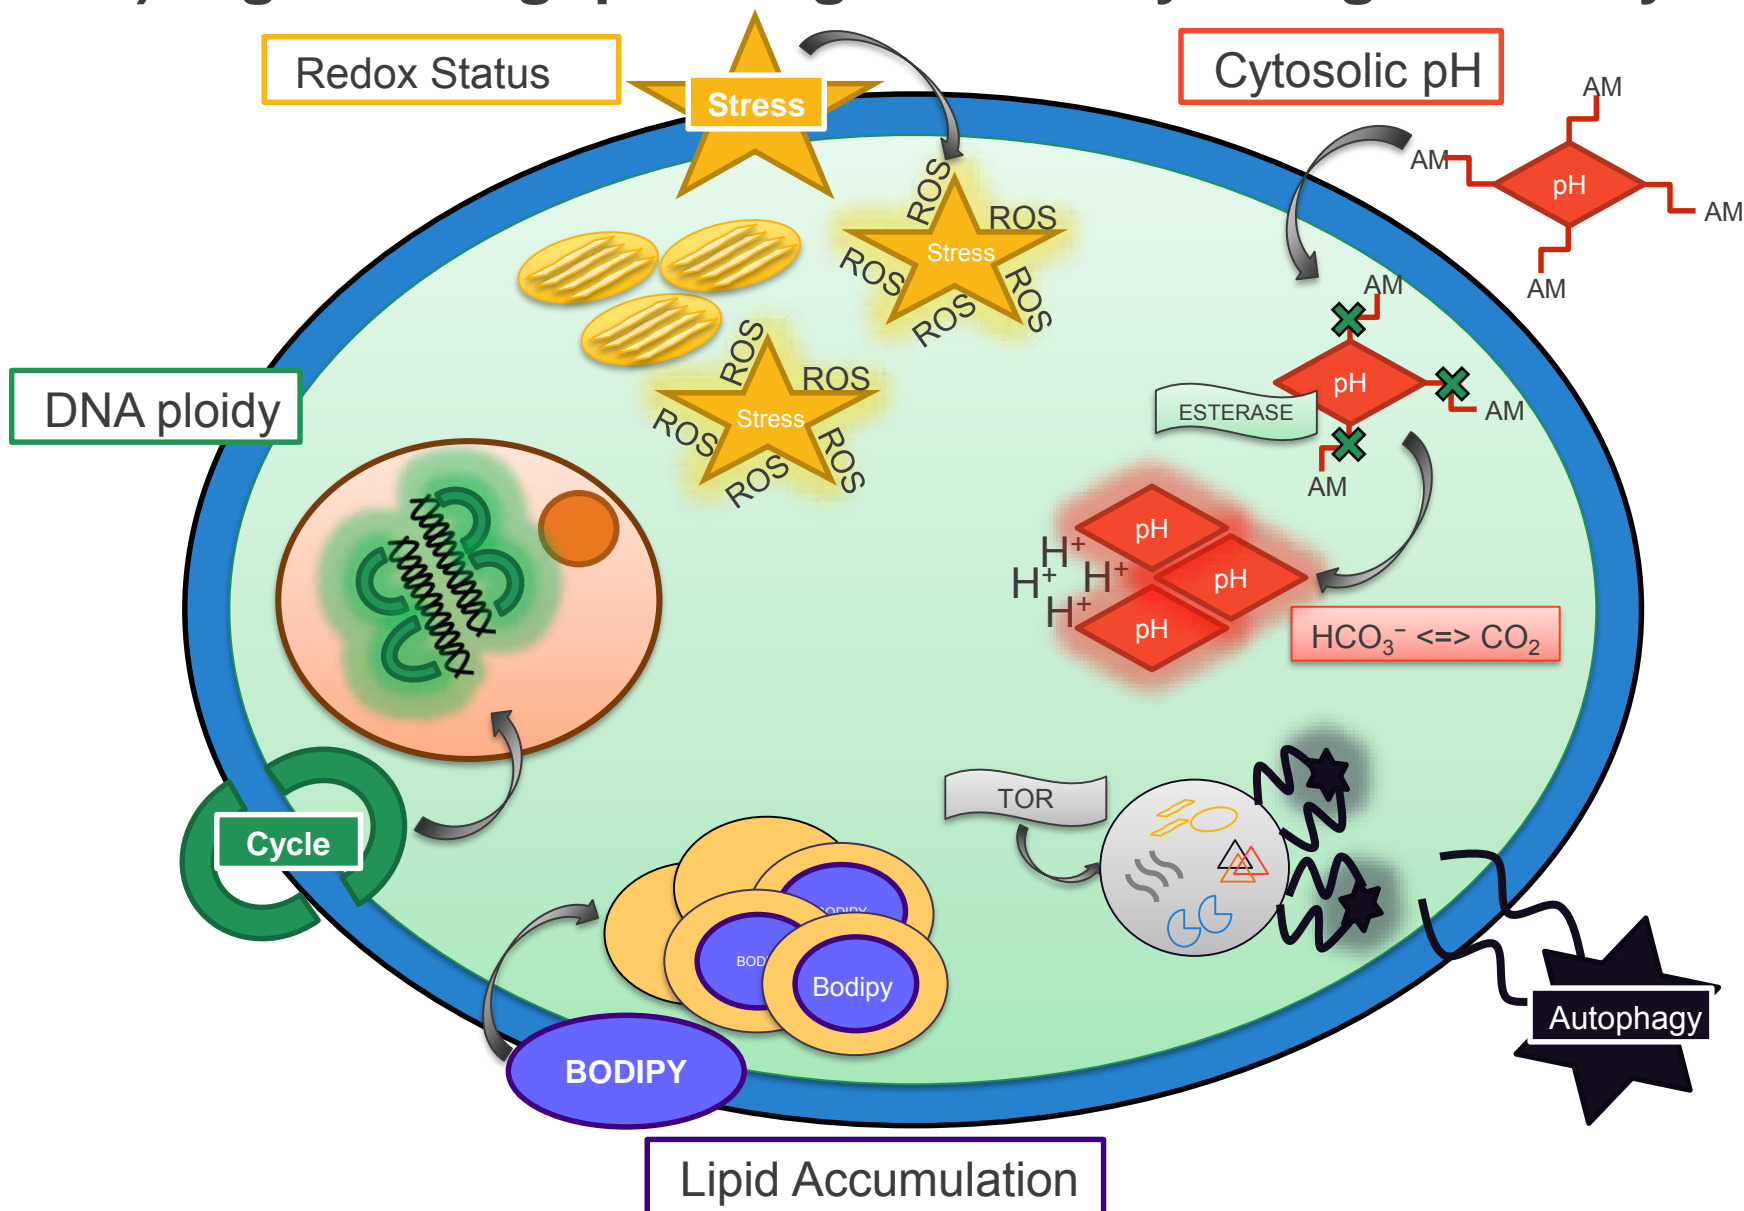 Redox Status
Stress
Cytosolic pH
AM
AM
pH
AM
AM
ROS
ROS
Stress
ROS
ROS
ROS
AM
pH
ESTERASE
AM
AM
DNA ploidy
ROS
ROS
Stress
ROS
ROS
ROS
pH
H⁺
H⁺ H⁺
pH
H⁺
pH
HCO₃⁻ <=> CO₂
TOR
Cycle
BODIPY
Bodipy
Autophagy
BODIPY
Lipid Accumulation